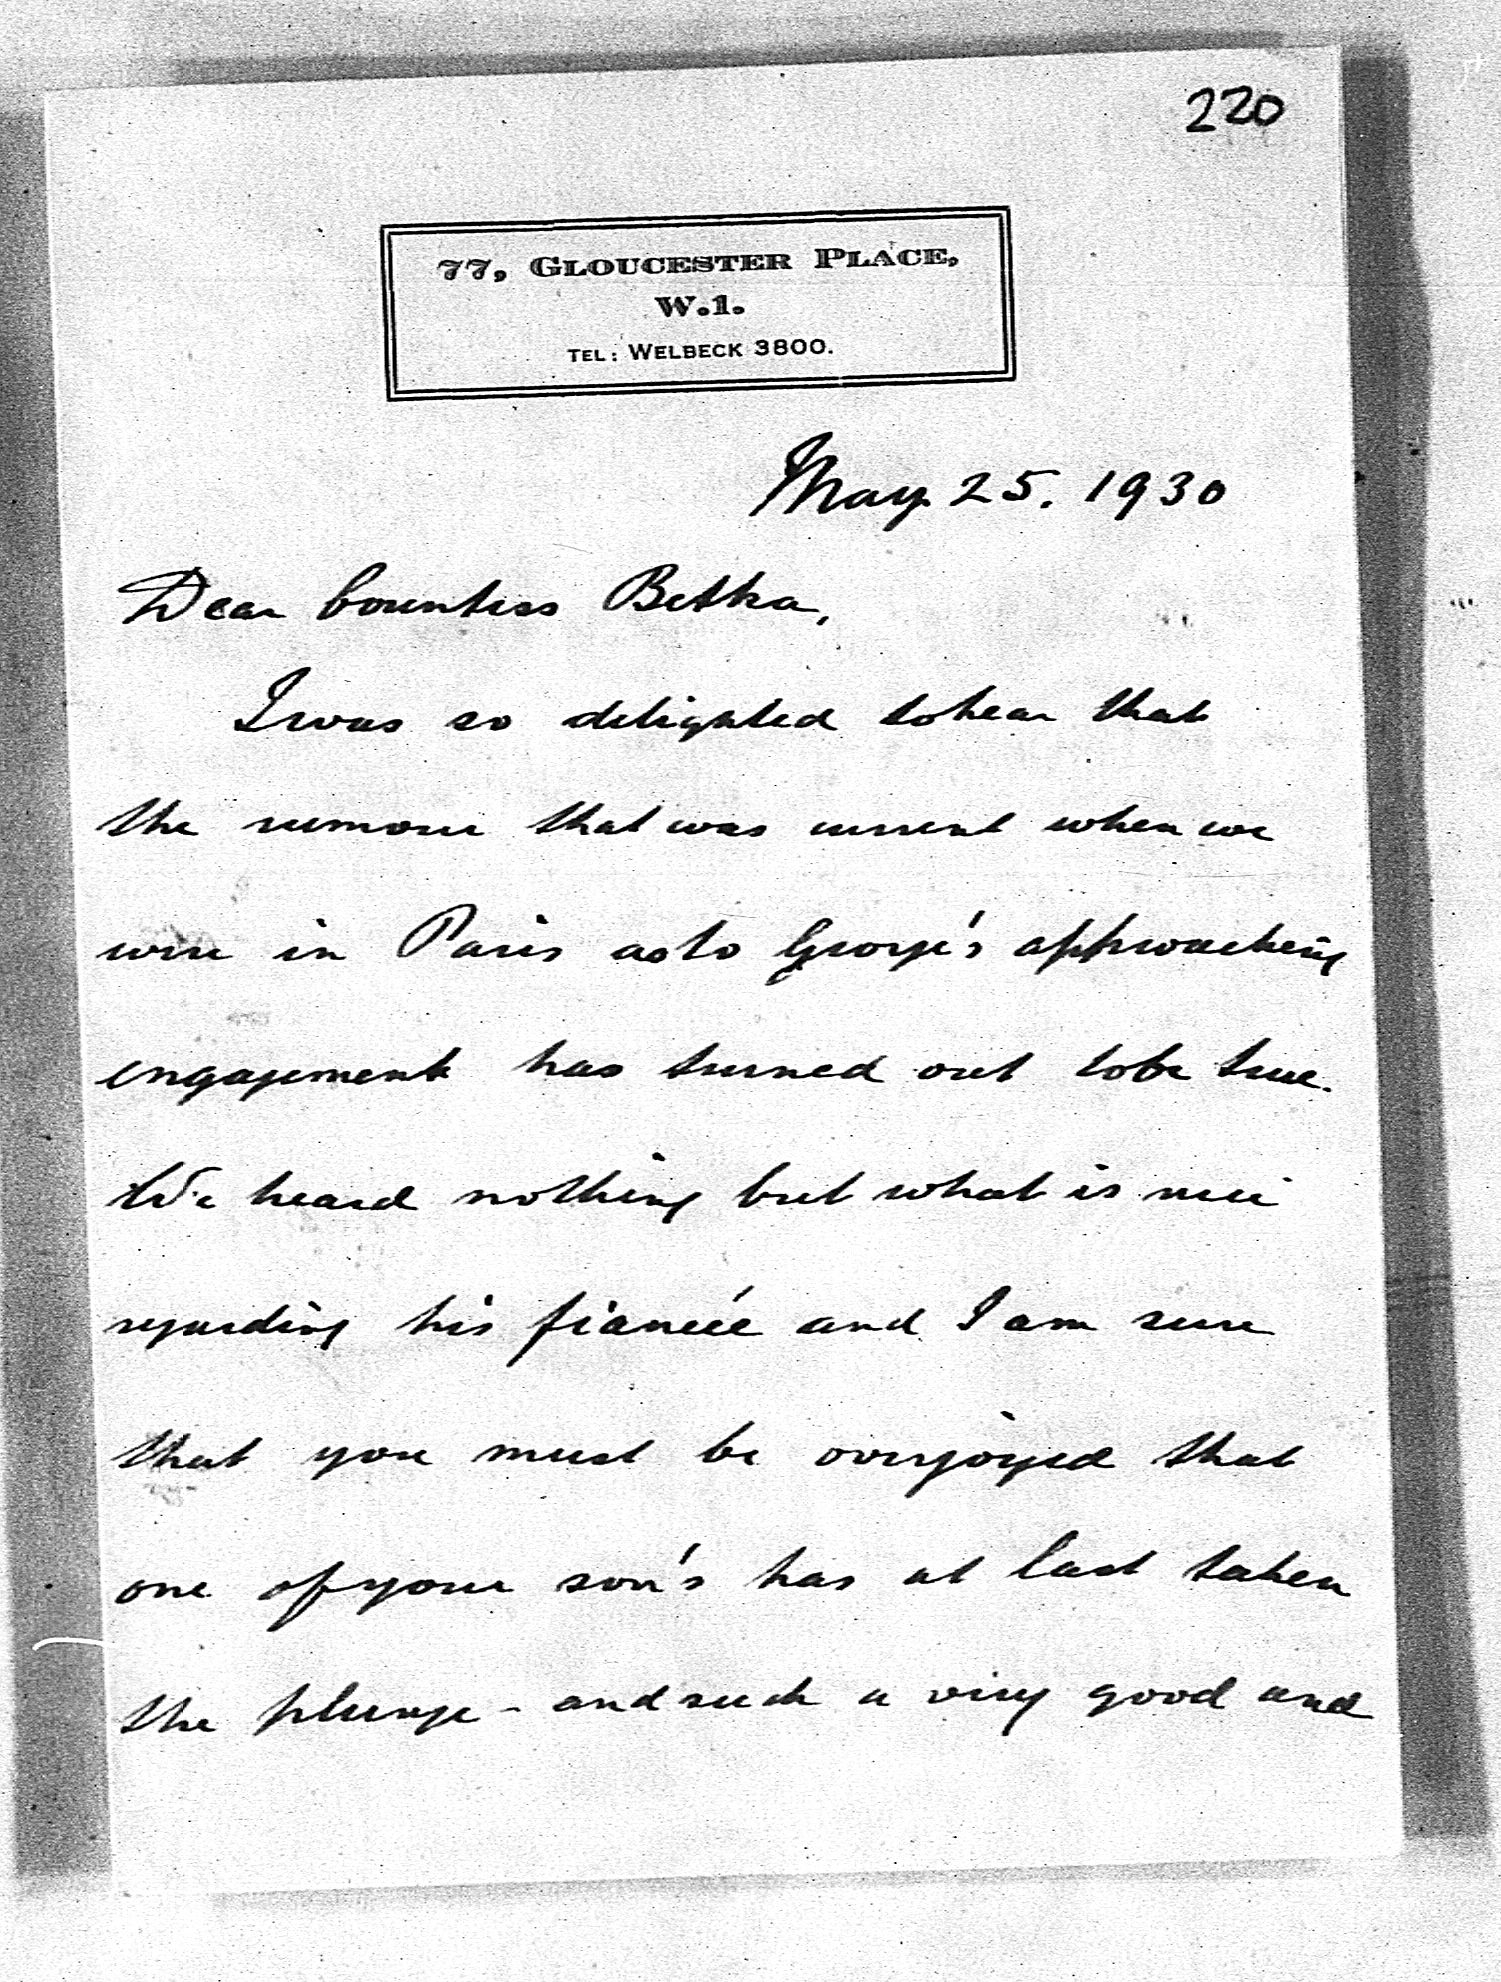 220
77, GLOUCESTER PLACE,
W.1.
TEL: WELBECK 3800.
May 25. 1930
Dear Countess Betka,
I was so delighted to hear that
the rumour that was current when we
were in Paris as to George's approaching
engagement has turned out to be true.
We heard nothing but what is nice
regarding his fiancée and I am sure
that you must be overjoyed that
one of your son's has at last taken
the plunge - and such a very good and